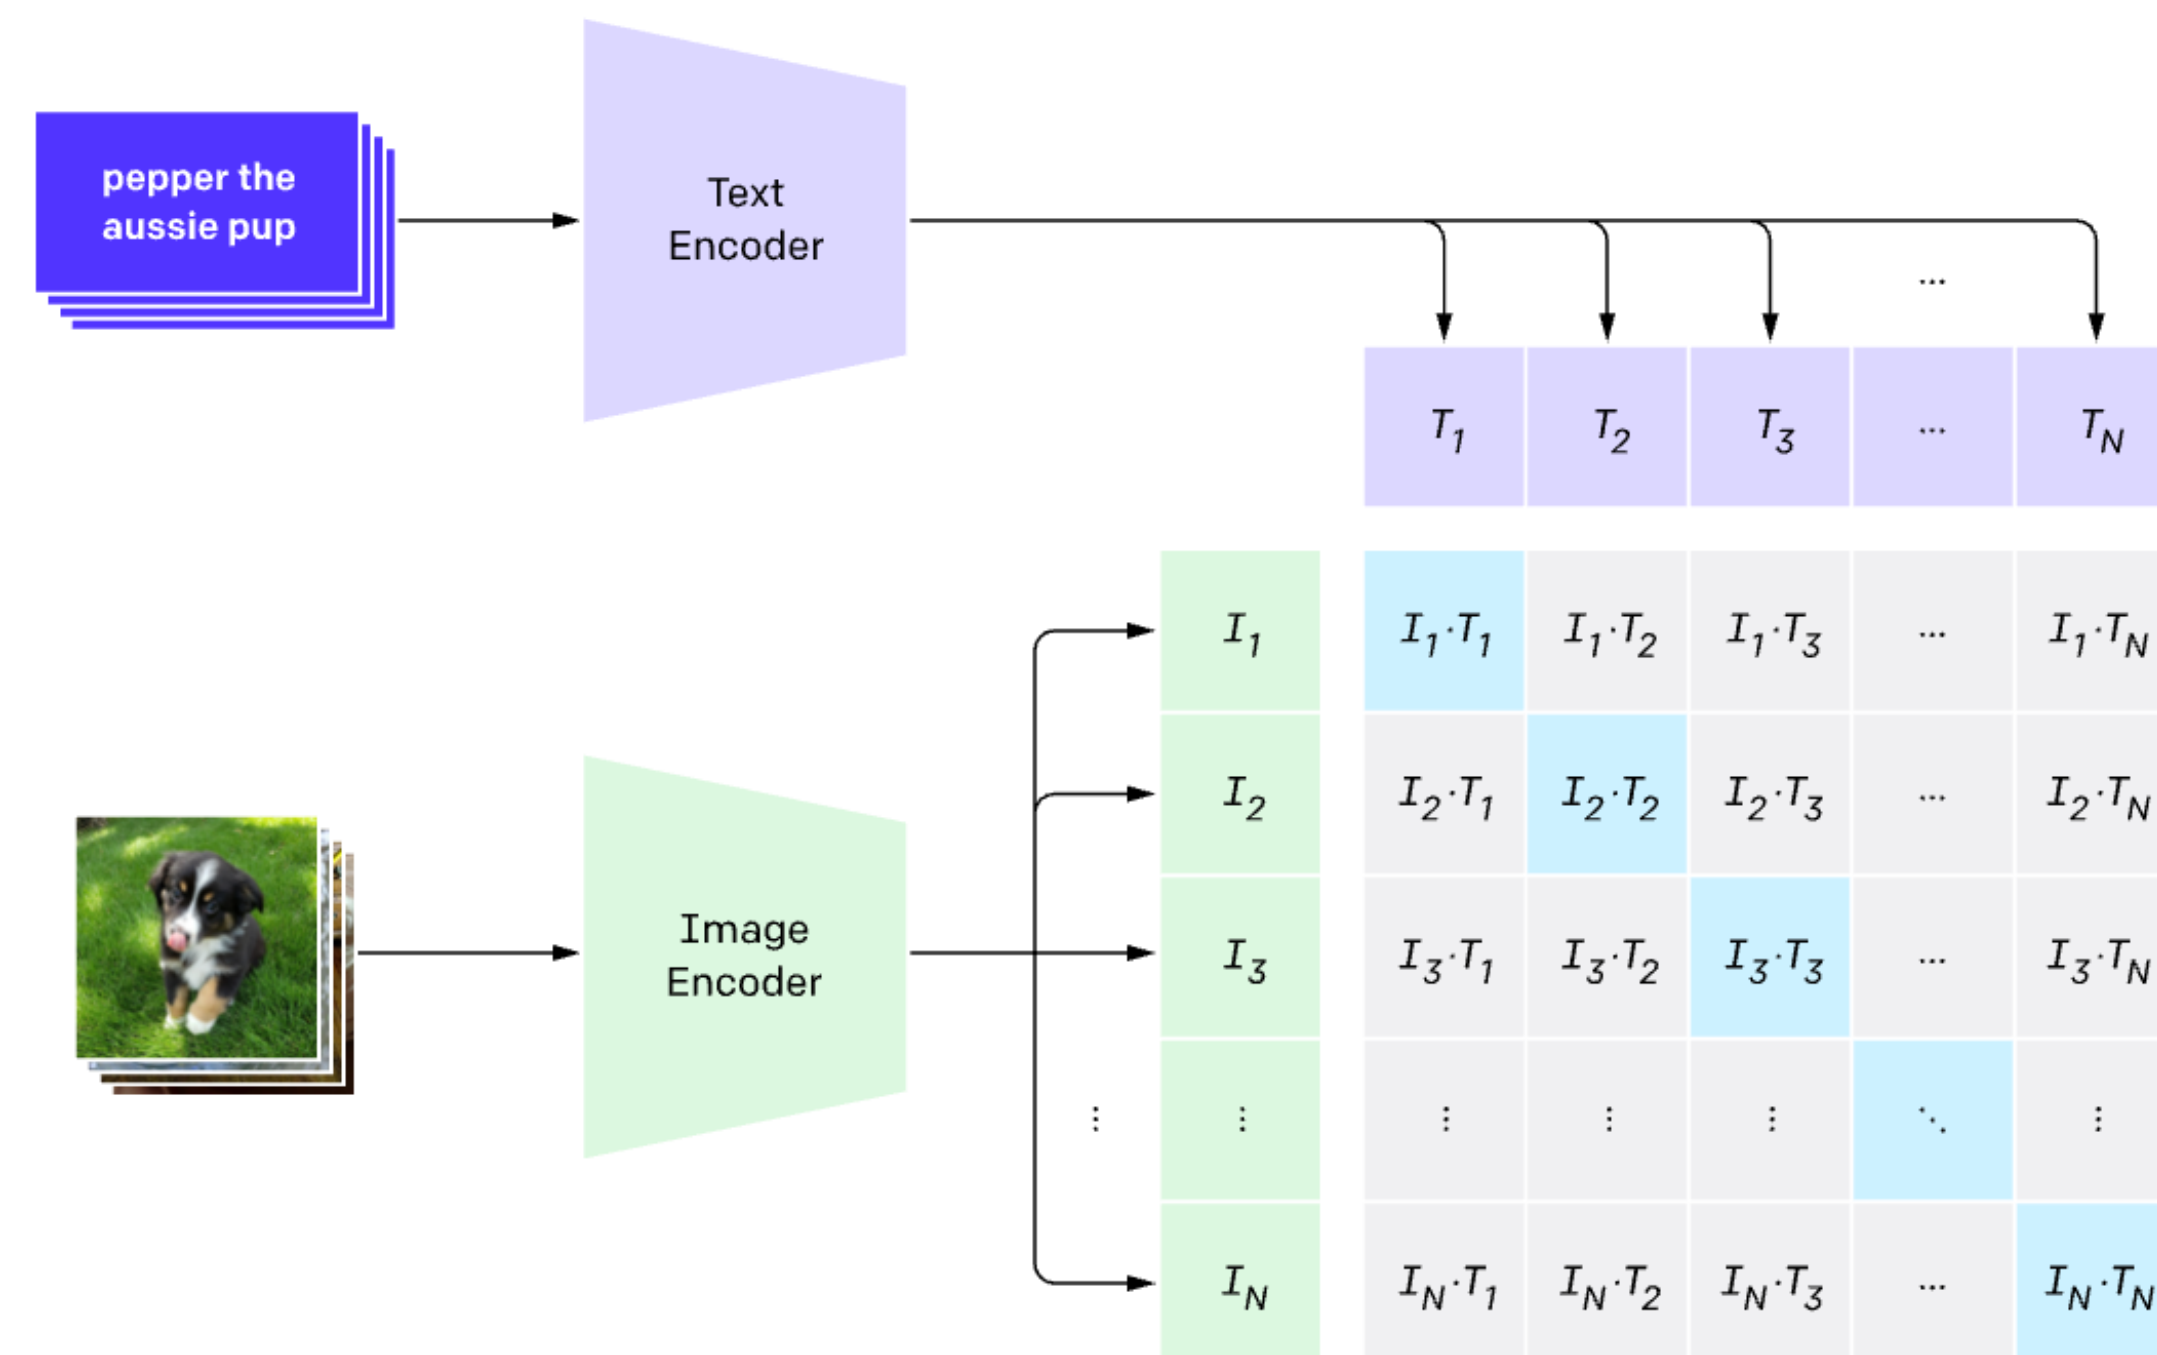 pepper the
aussie pup
Text
Encoder
...
T1 T2 T3 ... TN
I1 I1·T1 I1·T2 I1·T3 ... I1·TN
I2 I2·T1 I2·T2 I2·T3 ... I2·TN
Image
Encoder
I3 I3·T1 I3·T2 I3·T3 ... I3·TN
⋮ ⋮ ⋮ ⋮ ⋮ ⋱ ⋮
IN IN·T1 IN·T2 IN·T3 ... IN·TN